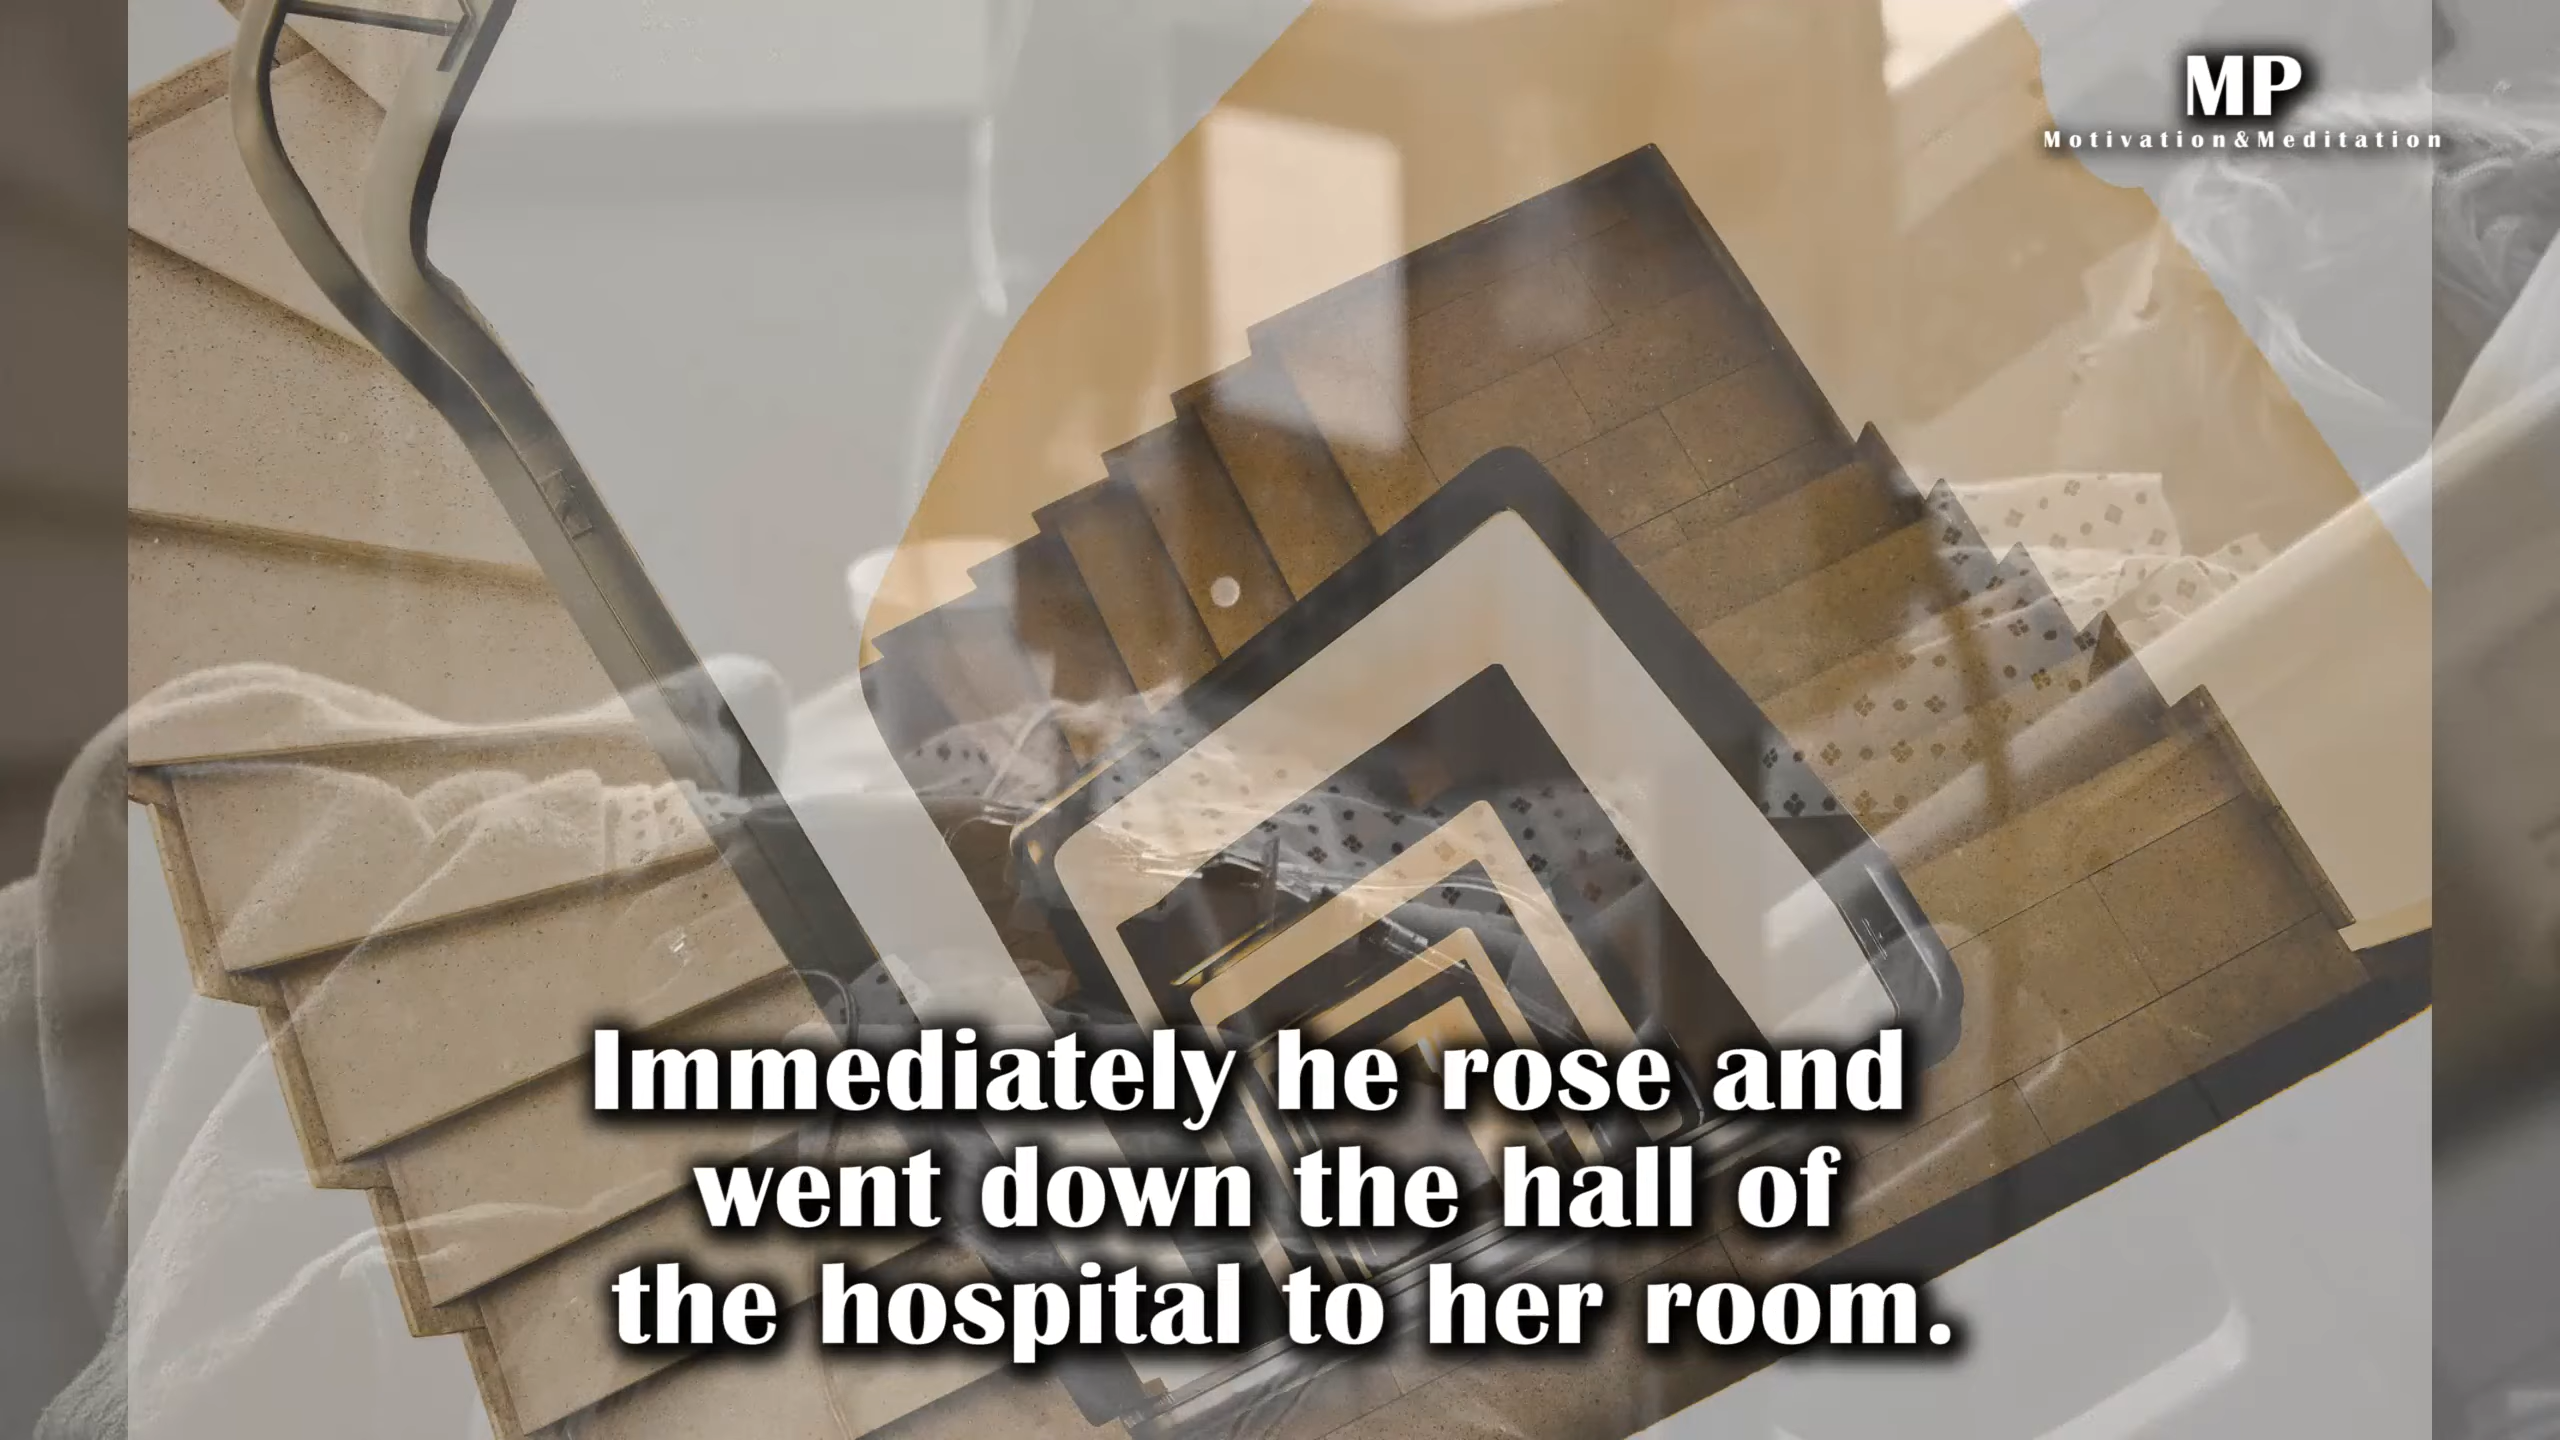 MP
Motivation&Meditation
Immediately he rose and
went down the hall of
the hospital to her room.